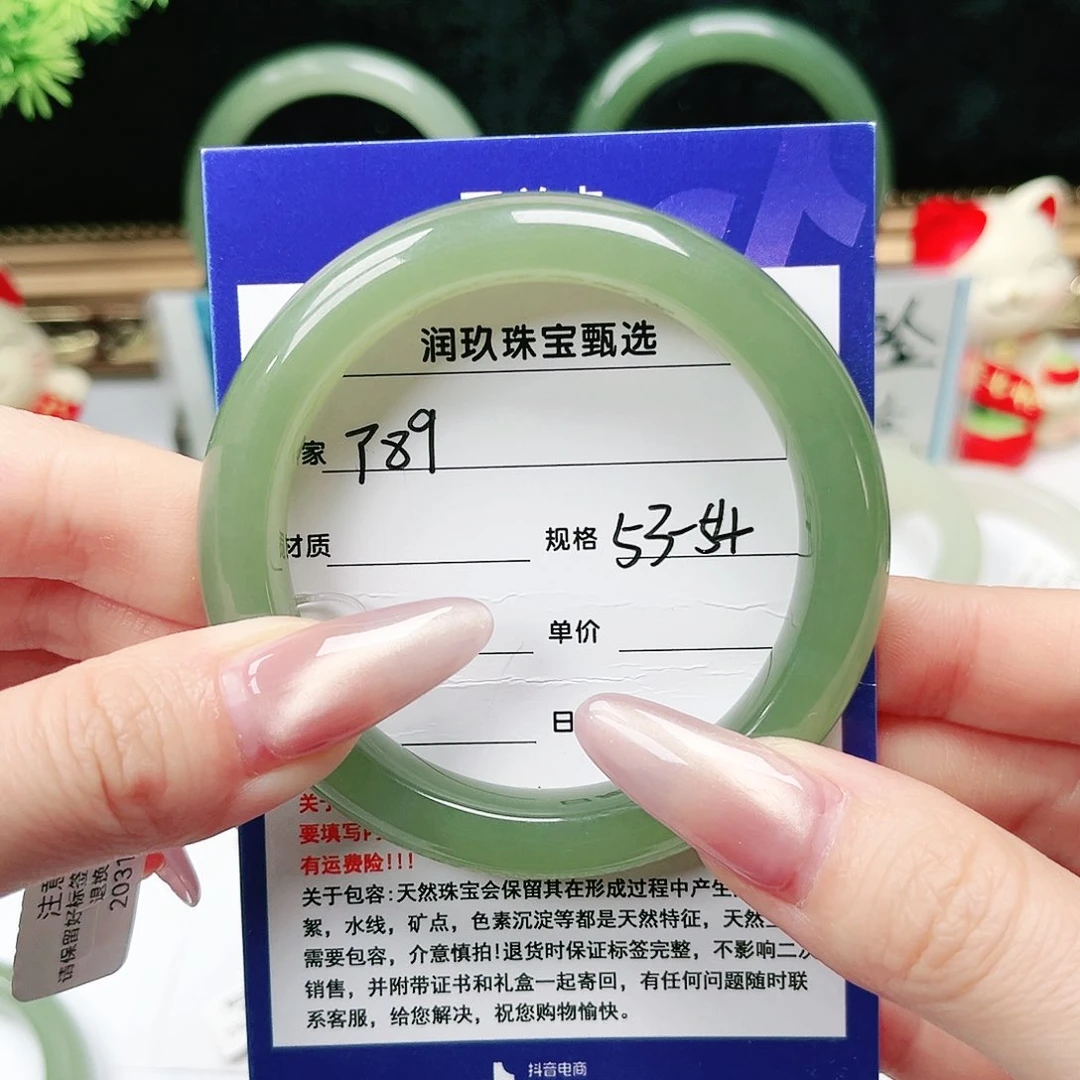 润玖珠宝甄选
家 789
材质
规格 53-54
单价
日
关于
要填写内
有运费险!!!
关于包容:天然珠宝会保留其在形成过程中产生
絮，水线，矿点，色素沉淀等都是天然特征，天然
需要包容，介意慎拍!退货时保证标签完整，不影响二次
销售，并附带证书和礼盒一起寄回，有任何问题随时联
系客服，给您解决，祝您购物愉快。
抖音电商
注意
请保留好标签
退换
2031